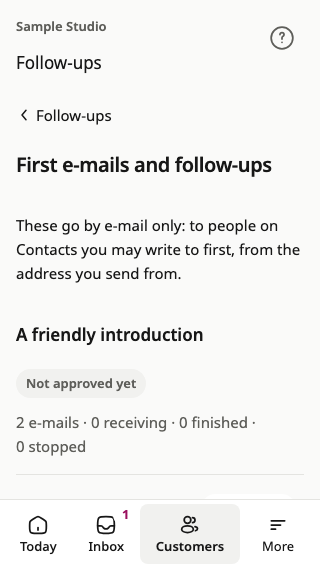 Sample Studio
Follow-ups
Follow-ups
First e-mails and follow-ups
These go by e-mail only: to people on
Contacts you may write to first, from the
address you send from.
A friendly introduction
Not approved yet
2 e-mails · 0 receiving · 0 finished ·
0 stopped
1
Today
Inbox
Customers
More